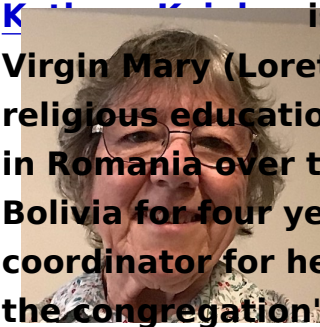 Virgin Mary (Loret
religious educatio
in Romania over t
Bolivia for four ye
coordinator for he
the congregation'